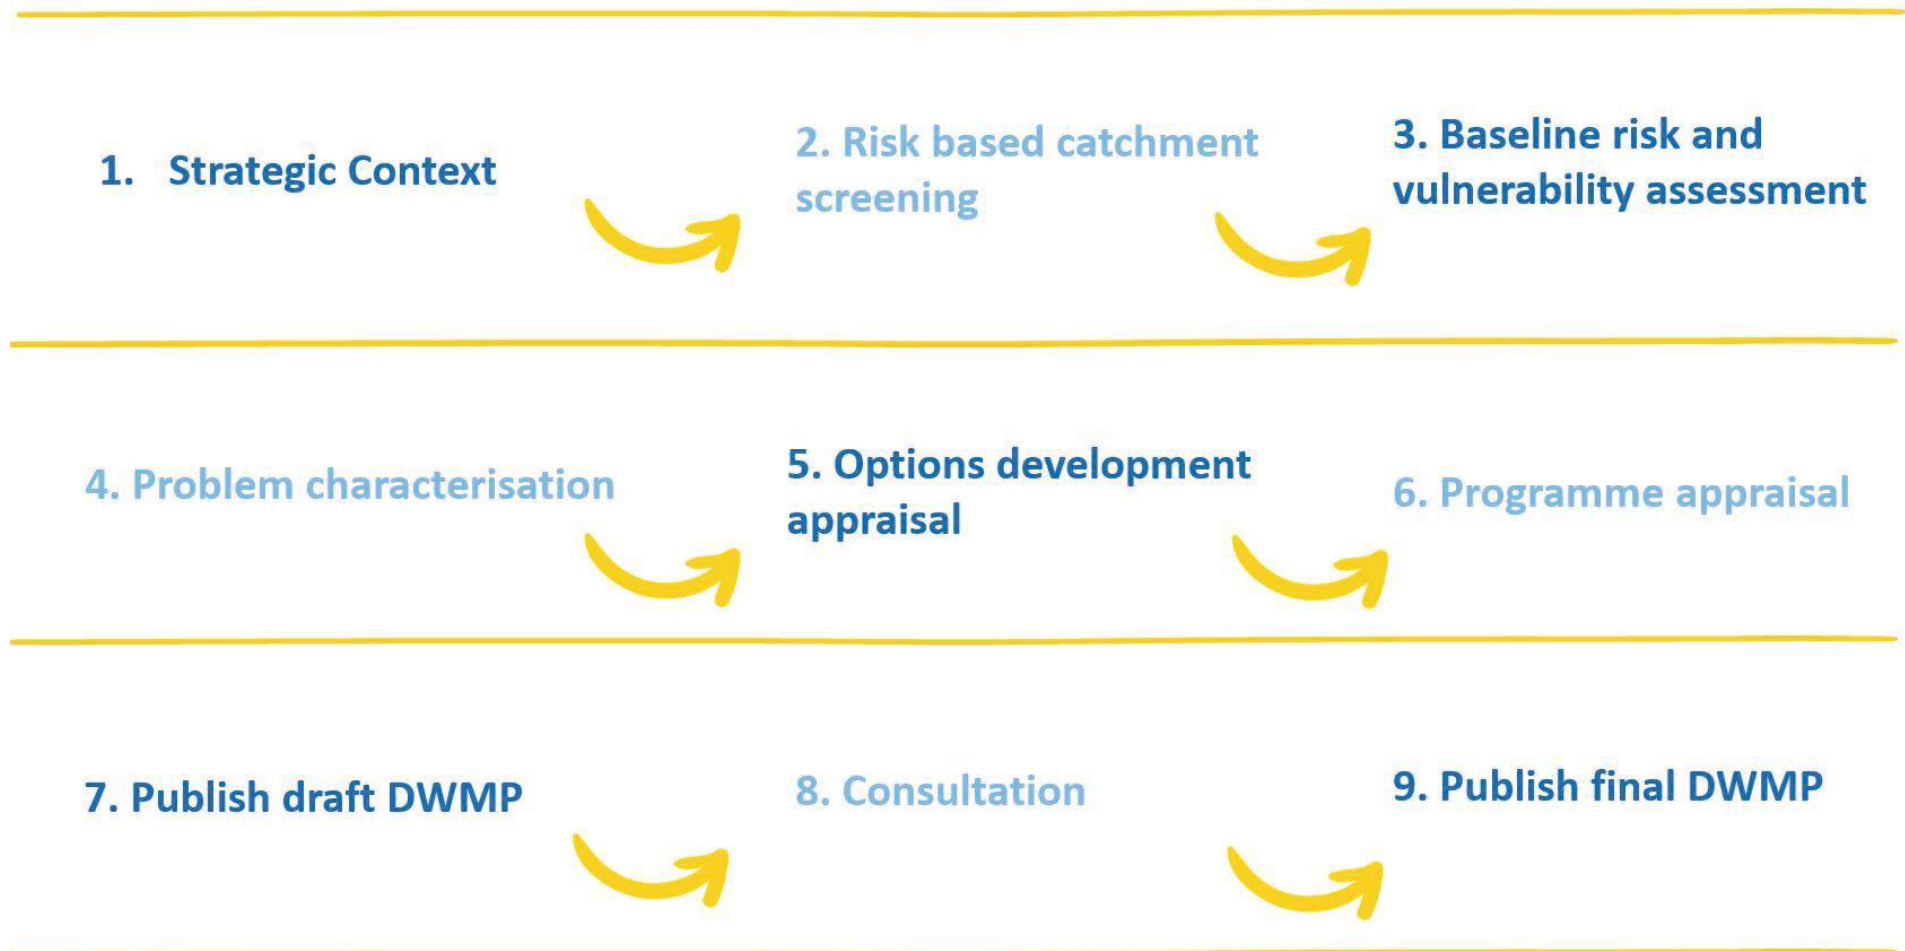 1. Strategic Context
2. Risk based catchment
screening
3. Baseline risk and
vulnerability assessment
4. Problem characterisation
5. Options development
appraisal
6. Programme appraisal
7. Publish draft DWMP
8. Consultation
9. Publish final DWMP